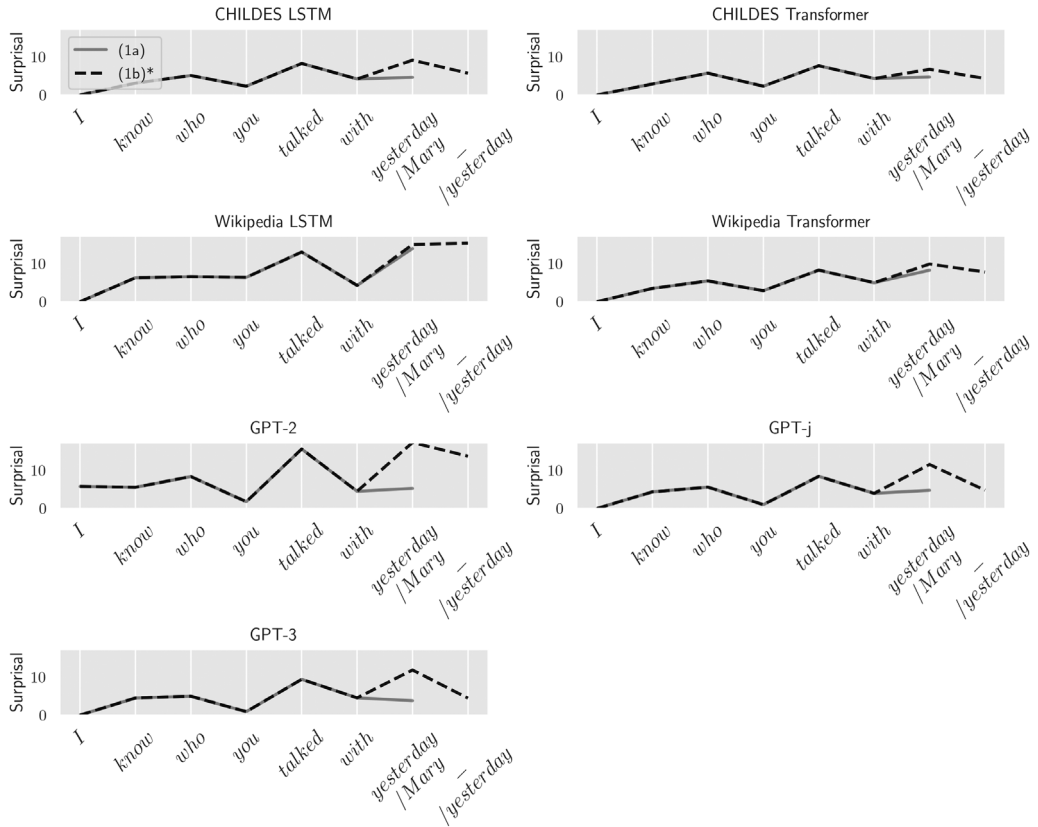 CHILDES LSTM
Surprisal
10
0
(1a)
(1b)*
I
know
who
you
talked
with
yesterday
/Mary
_
/yesterday
CHILDES Transformer
Surprisal
10
0
I
know
who
you
talked
with
yesterday
/Mary
_
/yesterday
Wikipedia LSTM
Surprisal
10
0
I
know
who
you
talked
with
yesterday
/Mary
_
/yesterday
Wikipedia Transformer
Surprisal
10
0
I
know
who
you
talked
with
yesterday
/Mary
_
/yesterday
GPT-2
Surprisal
10
0
I
know
who
you
talked
with
yesterday
/Mary
_
/yesterday
GPT-j
Surprisal
10
0
I
know
who
you
talked
with
yesterday
/Mary
_
/yesterday
GPT-3
Surprisal
10
0
I
know
who
you
talked
with
yesterday
/Mary
_
/yesterday